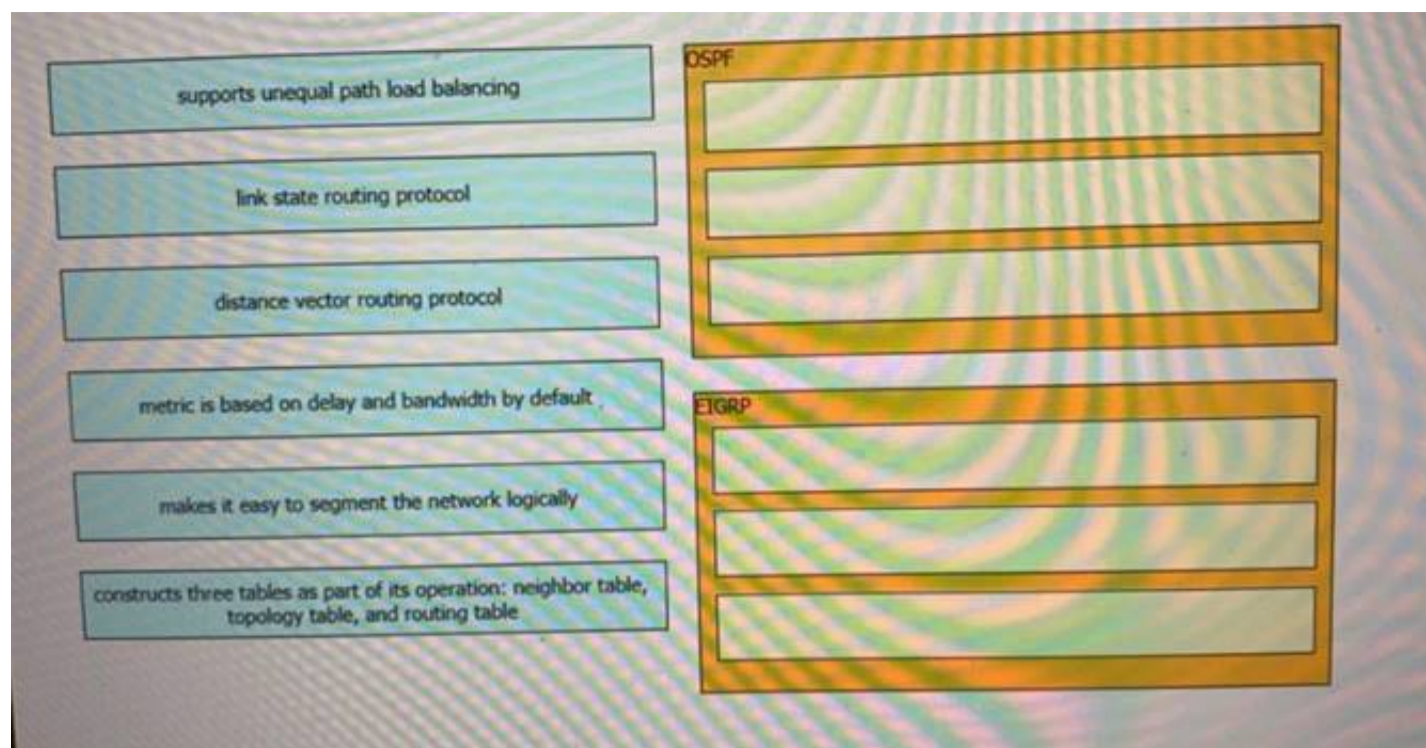 supports unequal path load balancing
link state routing protocol
distance vector routing protocol
metric is based on delay and bandwidth by default
makes it easy to segment the network logically
constructs three tables as part of its operation: neighbor table,
topology table, and routing table
OSPF
EIGRP